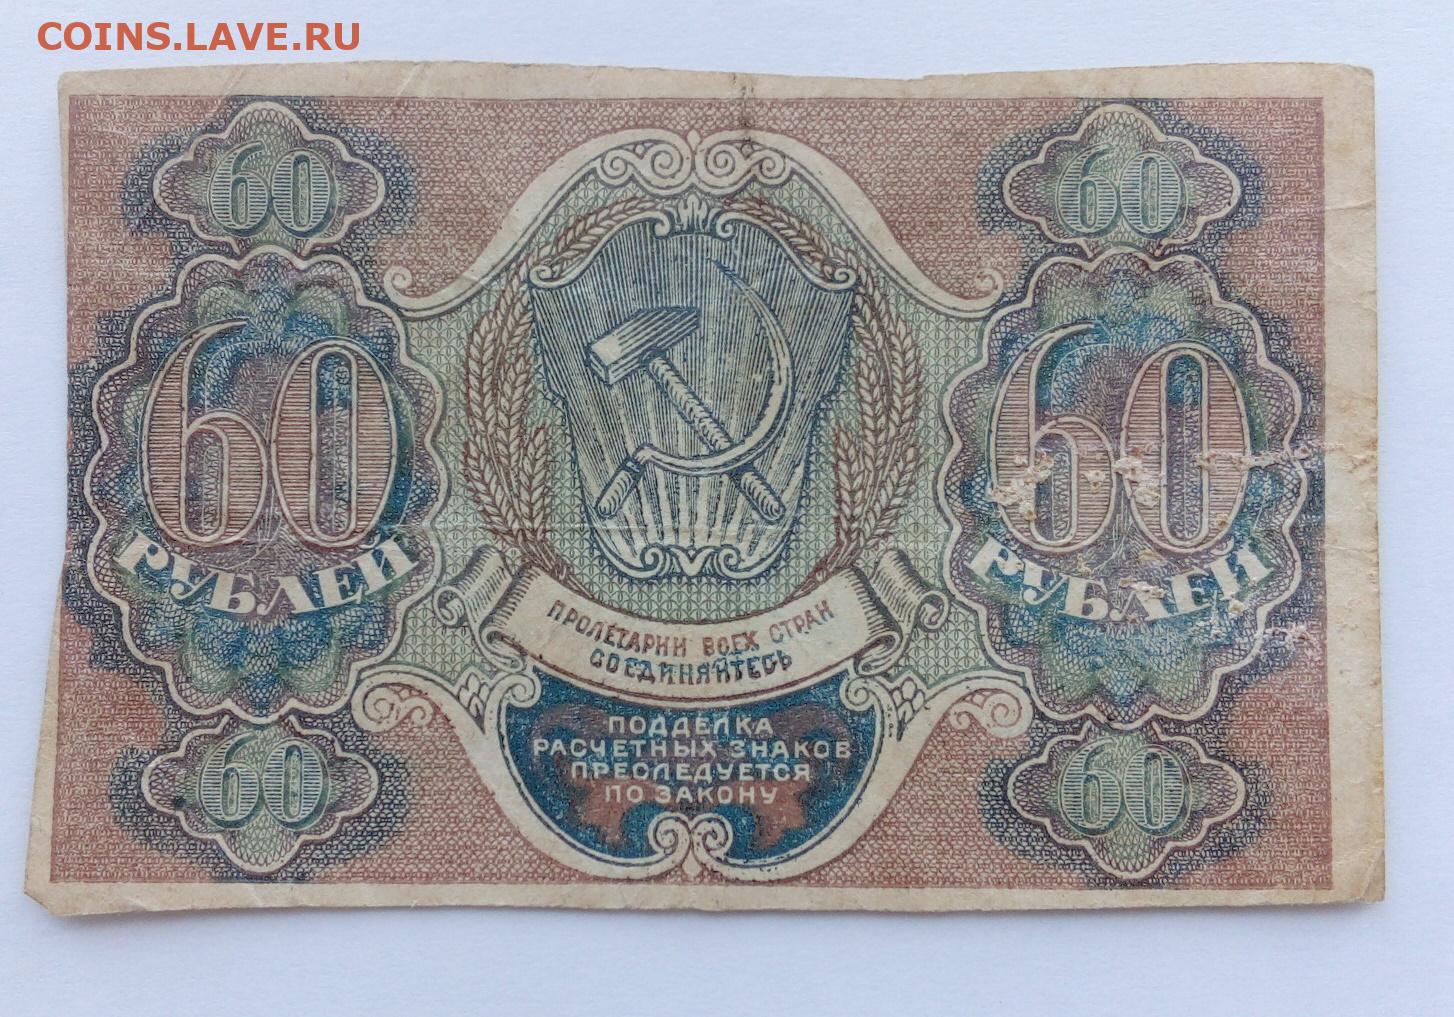 COINS.LAVE.RU
60 60
60 60
РУБЛЕЙ РУБЛЕЙ
ПРОЛЕТАРИИ ВСЕХ СТРАН
СОЕДИНЯЙТЕСЬ
ПОДДЕЛКА
РАСЧЕТНЫХ ЗНАКОВ
ПРЕСЛЕДУЕТСЯ
ПО ЗАКОНУ
60 60